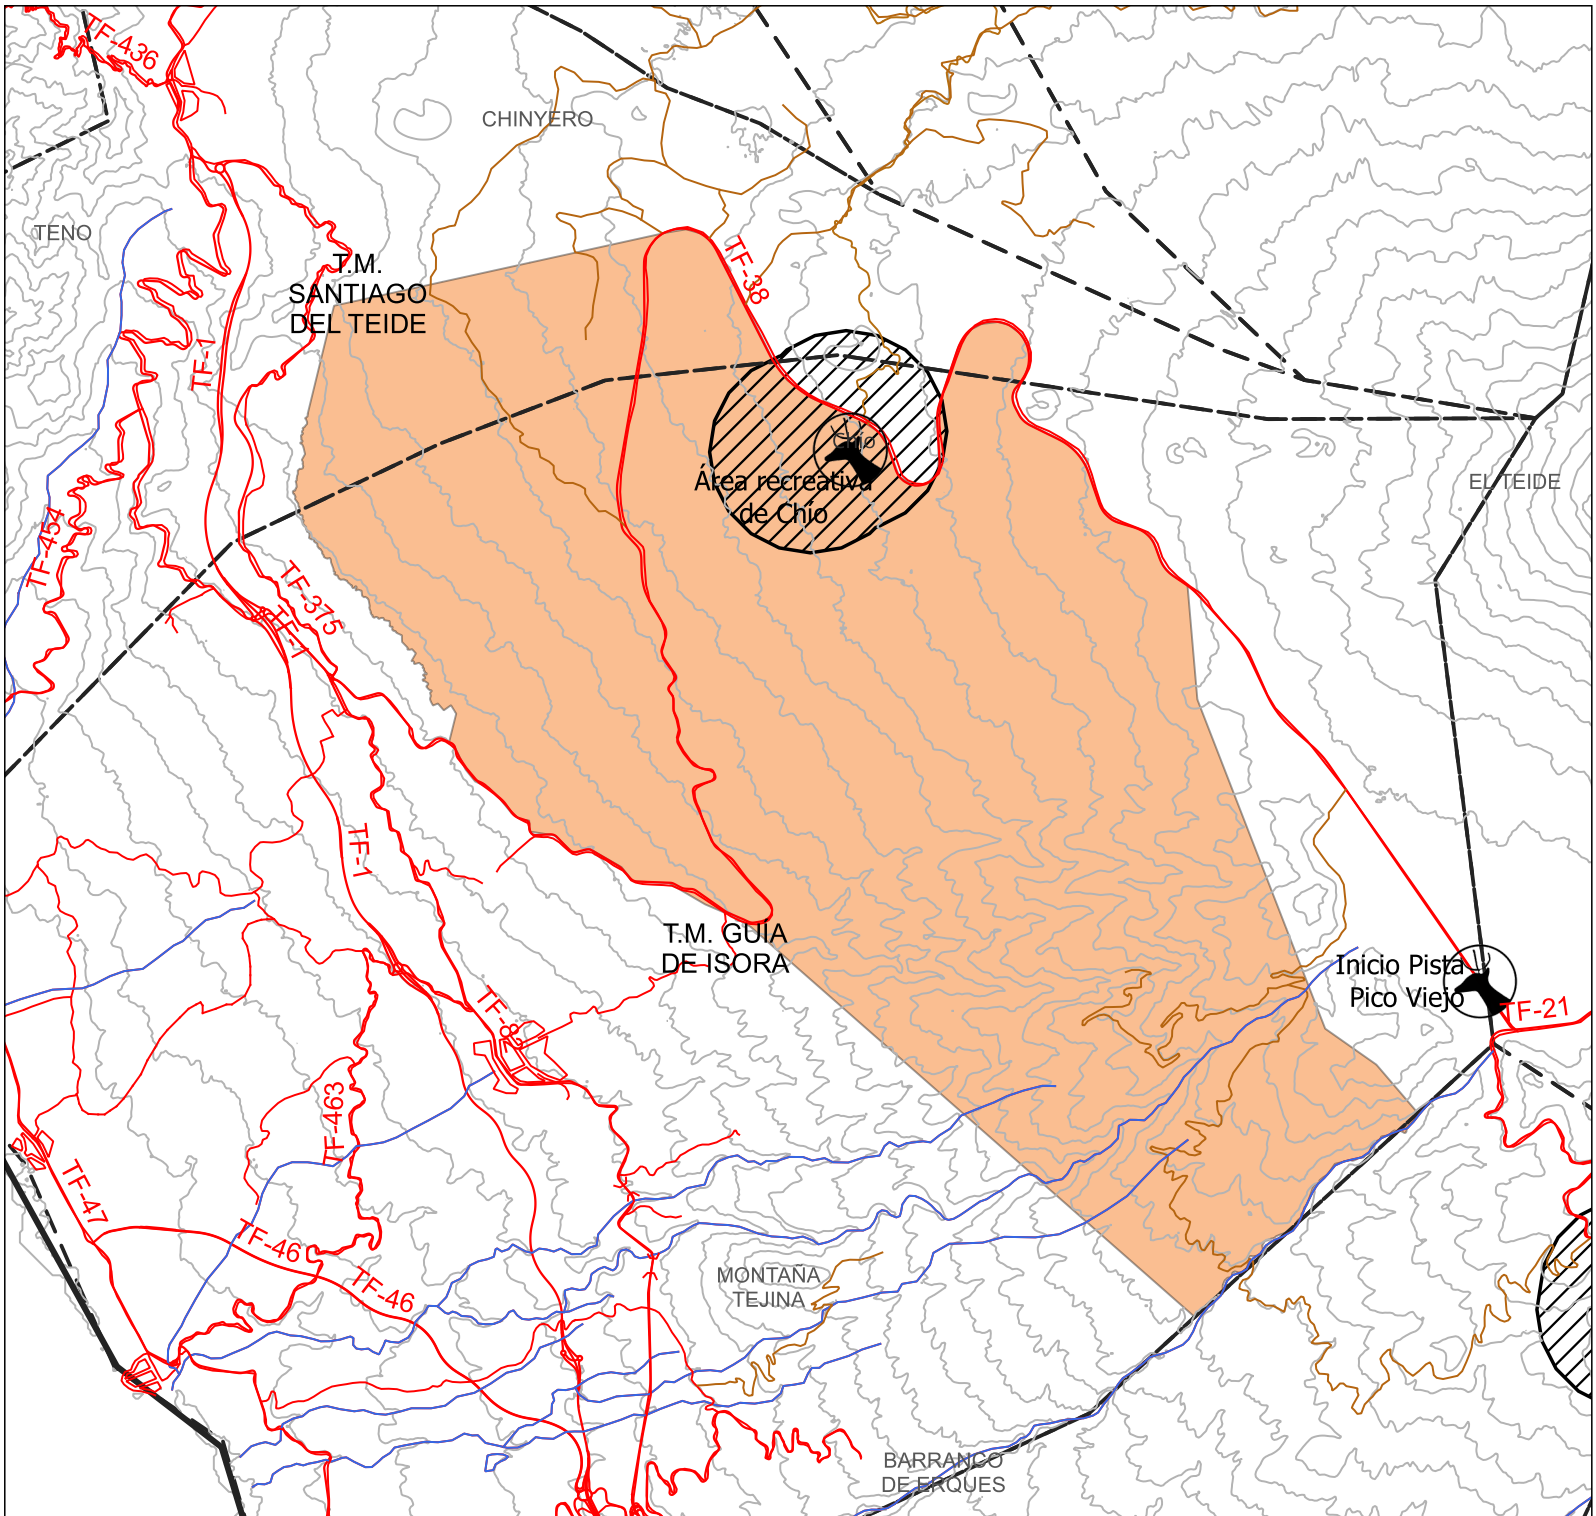 TF-436
CHINYERO
TENO
T.M.
SANTIAGO
DEL TEIDE
TF-38
TF-1
Chío
Área recreativa
de Chío
EL TEIDE
TF-454
TF-375
TF-1
TF-1
T.M. GUÍA
DE ISORA
Inicio Pista
Pico Viejo
TF-21
TF-82
TF-463
TF-47
TF-46
TF-46
MONTAÑA
TEJINA
BARRANCO
DE ERQUES